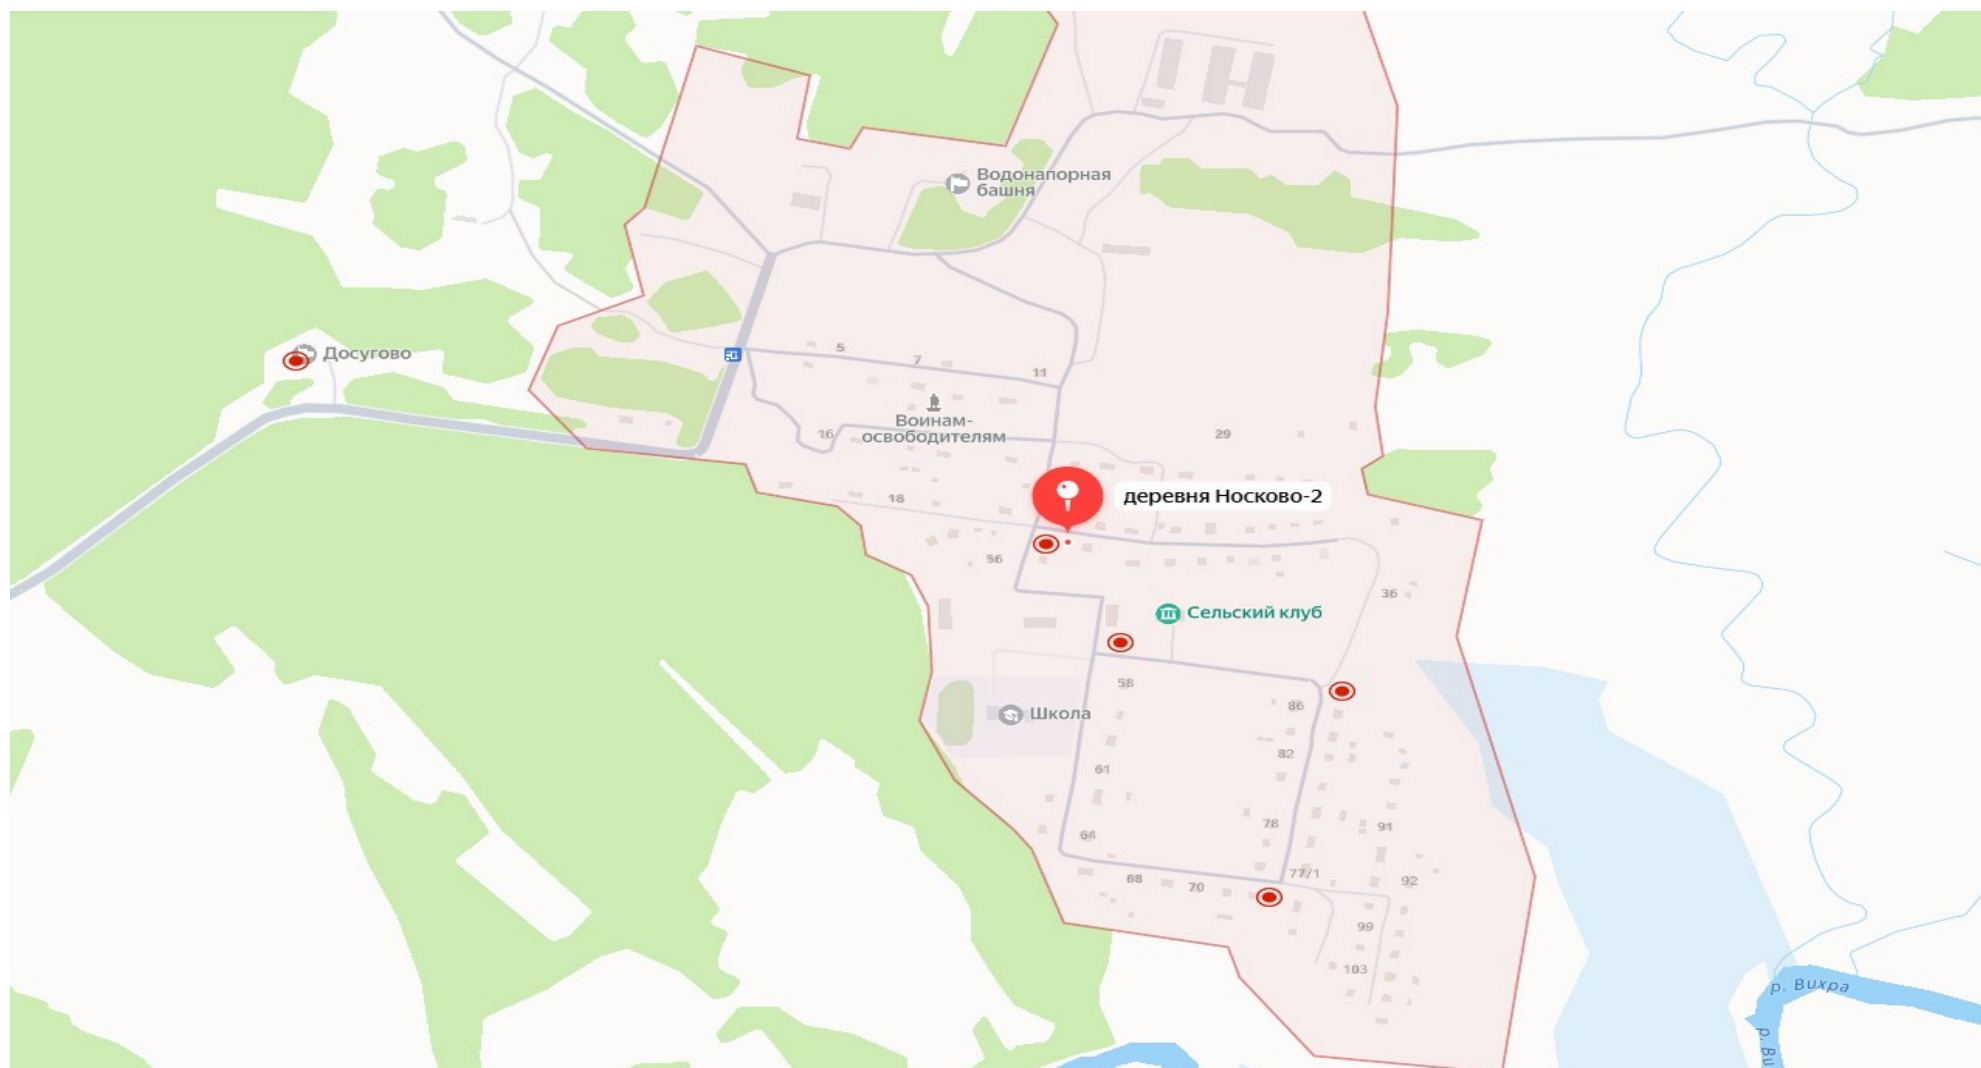 Водонапорная
башня
Досугово
5
7
11
Воинам-
освободителям
16
29
18
деревня Носково-2
56
36
Сельский клуб
58
86
Школа
82
61
78
91
64
77/1
68
70
92
99
103
р. Вихра
р. Ви